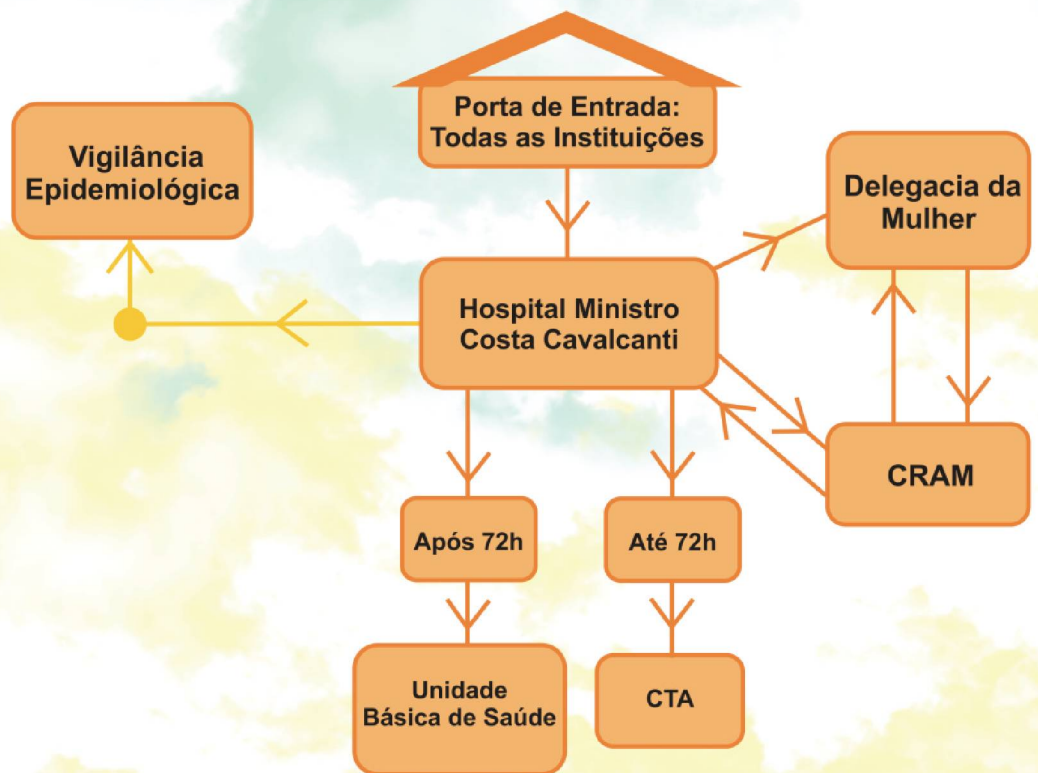 Porta de Entrada:
Todas as Instituições
Vigilância
Epidemiológica
Delegacia da
Mulher
Hospital Ministro
Costa Cavalcanti
CRAM
Após 72h
Até 72h
Unidade
Básica de Saúde
CTA